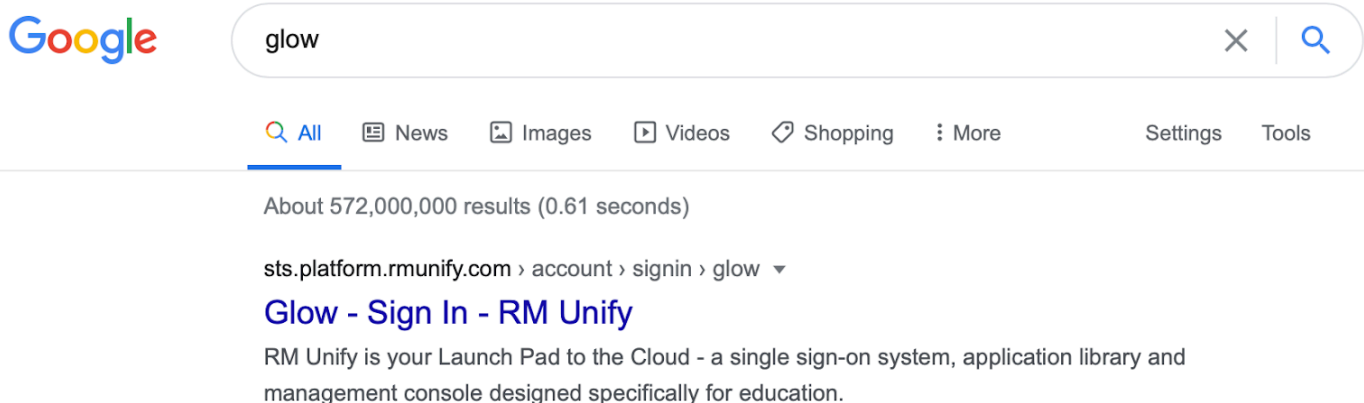 Google
glow
All News Images Videos Shopping More Settings Tools
About 572,000,000 results (0.61 seconds)
sts.platform.rmunify.com › account › signin › glow
Glow - Sign In - RM Unify
RM Unify is your Launch Pad to the Cloud - a single sign-on system, application library and
management console designed specifically for education.